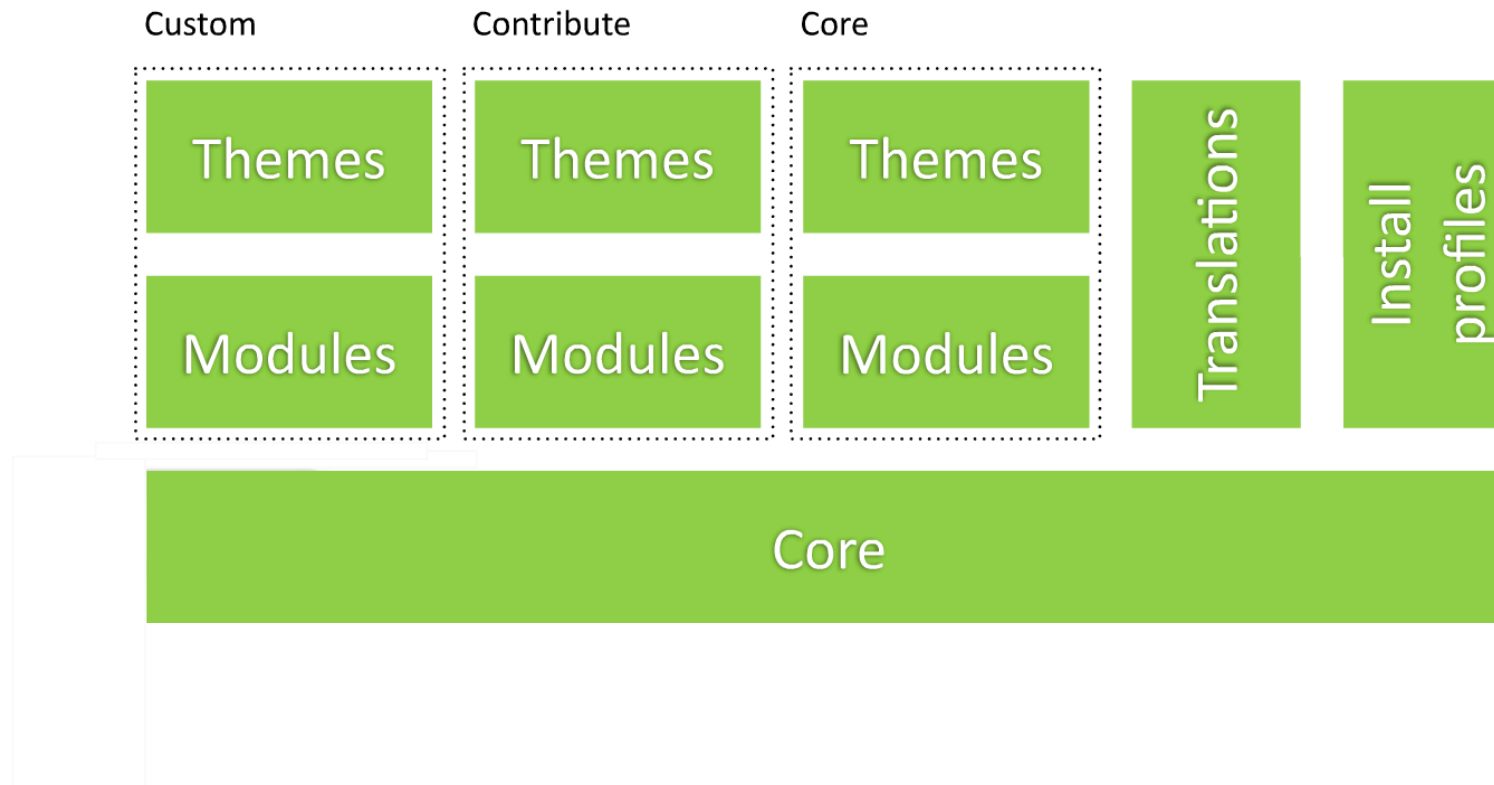 Custom
Contribute
Core
Themes
Themes
Themes
Modules
Modules
Modules
Translations
Install
profiles
Core